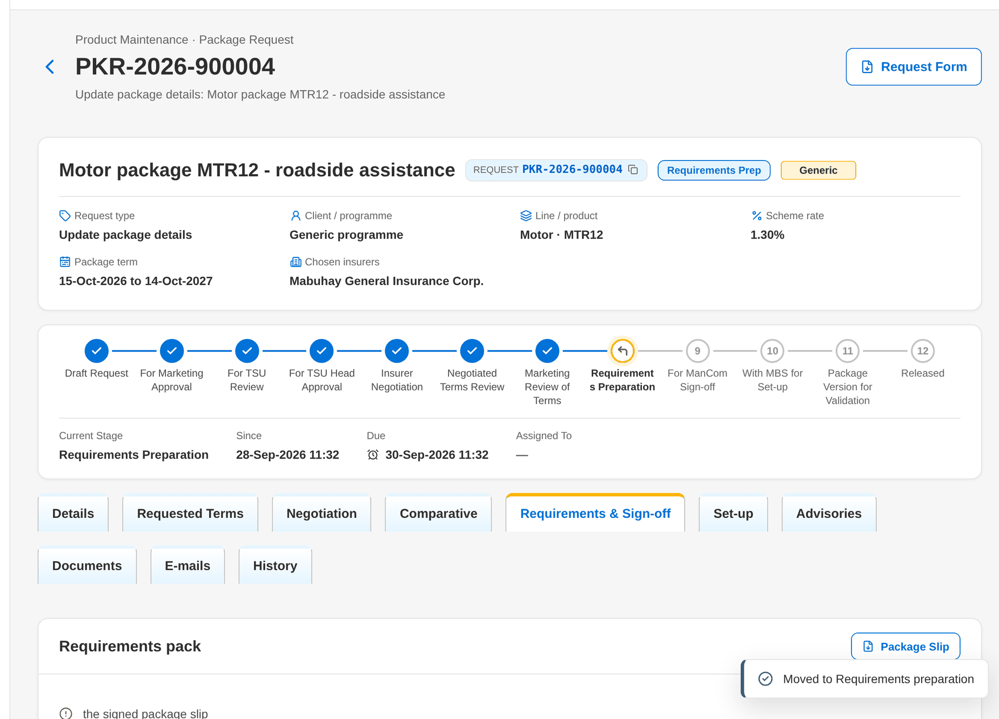 Product Maintenance · Package Request
PKR-2026-900004
Request Form
Update package details: Motor package MTR12 - roadside assistance
Motor package MTR12 - roadside assistance
REQUEST PKR-2026-900004
Requirements Prep
Generic
Request type
Client / programme
Line / product
Scheme rate
Update package details
Generic programme
Motor · MTR12
1.30%
Package term
Chosen insurers
15-Oct-2026 to 14-Oct-2027
Mabuhay General Insurance Corp.
Draft Request
For Marketing
Approval
For TSU
Review
For TSU Head
Approval
Insurer
Negotiation
Negotiated
Terms Review
Marketing
Review of
Terms
Requirement
s Preparation
9
For ManCom
Sign-off
10
With MBS for
Set-up
11
Package
Version for
Validation
12
Released
Current Stage
Since
Due
Assigned To
Requirements Preparation
28-Sep-2026 11:32
30-Sep-2026 11:32
—
Details
Requested Terms
Negotiation
Comparative
Requirements & Sign-off
Set-up
Advisories
Documents
E-mails
History
Requirements pack
Package Slip
Moved to Requirements preparation
the signed package slip